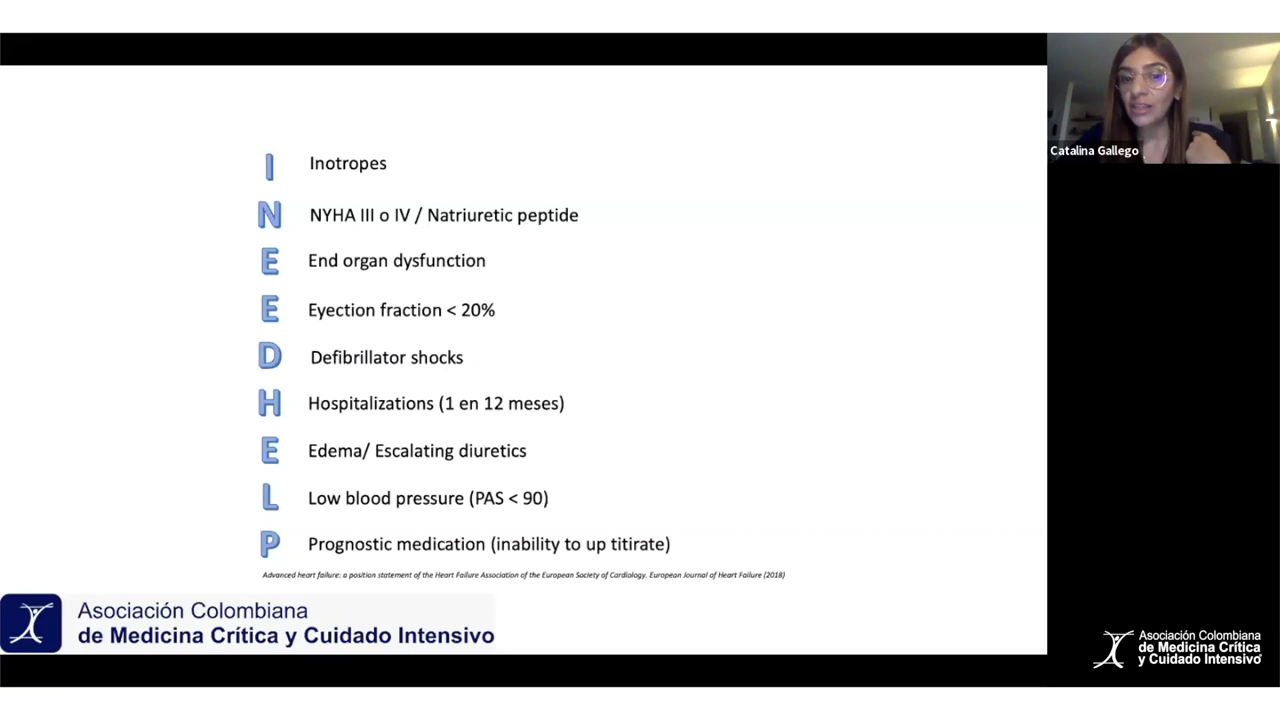 Catalina Gallego
I Inotropes
N NYHA III o IV / Natriuretic peptide
E End organ dysfunction
E Eyection fraction < 20%
D Defibrillator shocks
H Hospitalizations (1 en 12 meses)
E Edema/ Escalating diuretics
L Low blood pressure (PAS < 90)
P Prognostic medication (inability to up titirate)
Advanced heart failure: a position statement of the Heart Failure Association of the European Society of Cardiology. European Journal of Heart Failure (2018)
Asociación Colombiana
de Medicina Crítica y Cuidado Intensivo
Asociación Colombiana
de Medicina Crítica
y Cuidado Intensivo